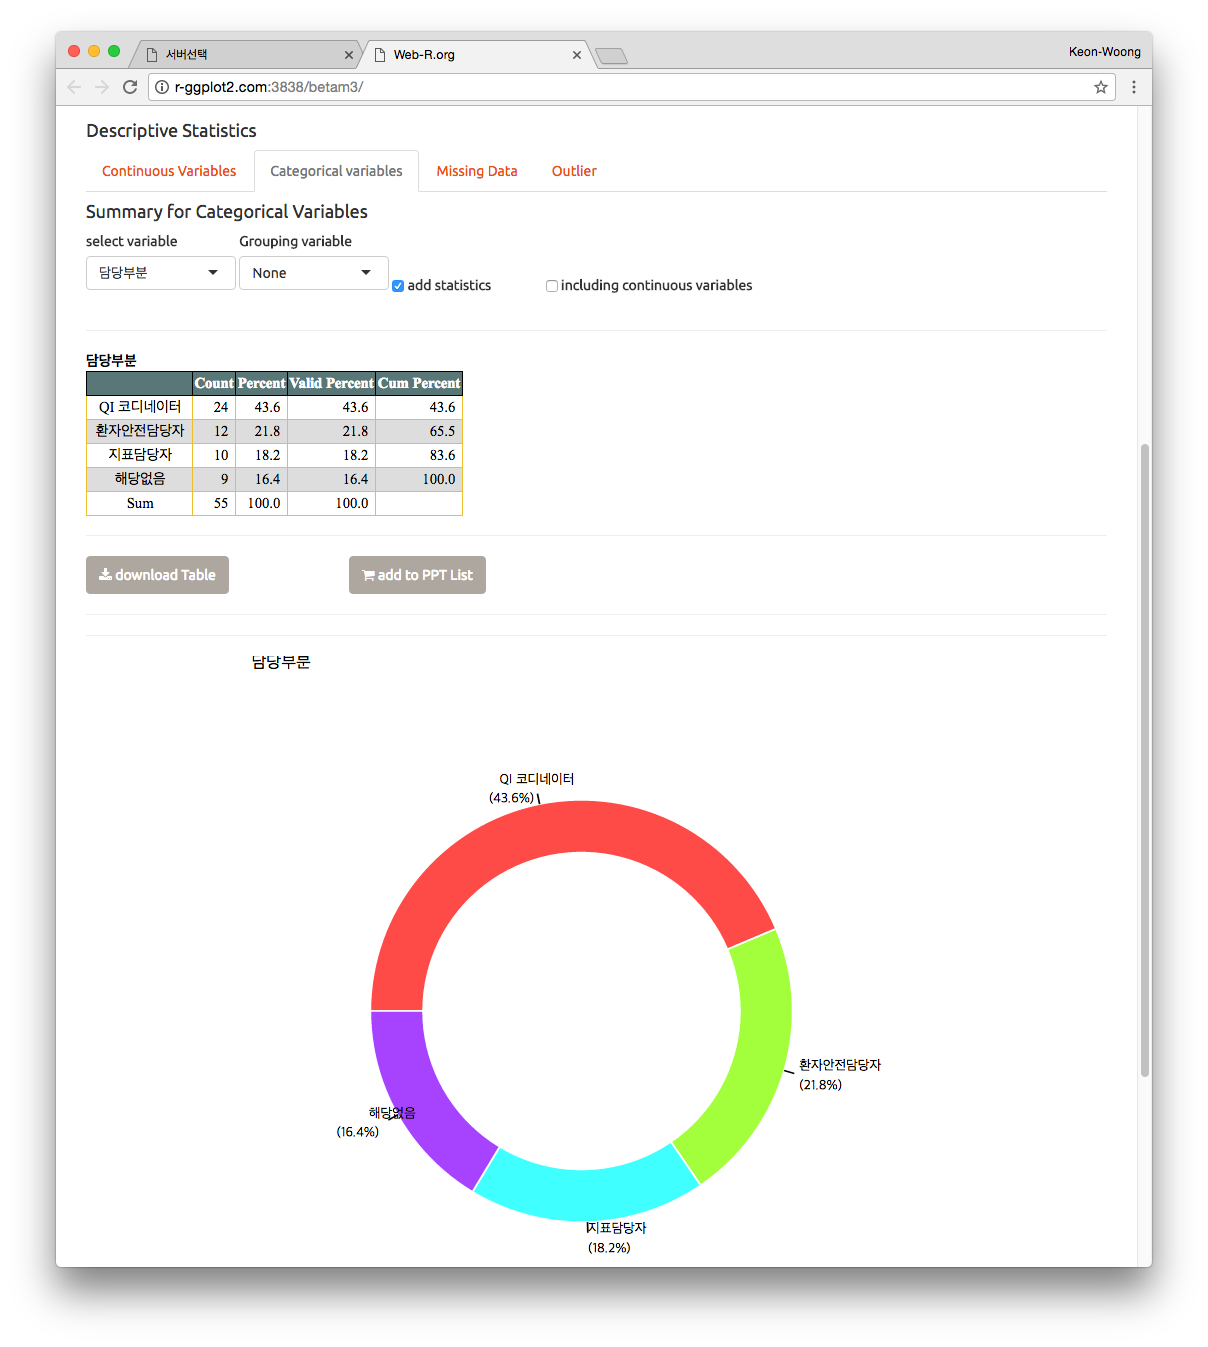 서버선택
Web-R.org
Keon-Woong
r-ggplot2.com:3838/betam3/
Descriptive Statistics
Continuous Variables Categorical variables Missing Data Outlier
Summary for Categorical Variables
select variable Grouping variable
담당부분 None add statistics including continuous variables
담당부분
Count Percent Valid Percent Cum Percent
QI 코디네이터 24 43.6 43.6 43.6
환자안전담당자 12 21.8 21.8 65.5
지표담당자 10 18.2 18.2 83.6
해당없음 9 16.4 16.4 100.0
Sum 55 100.0 100.0
download Table add to PPT List
담당부분
QI 코디네이터
(43.6%)
환자안전담당자
(21.8%)
해당없음
(16.4%)
지표담당자
(18.2%)